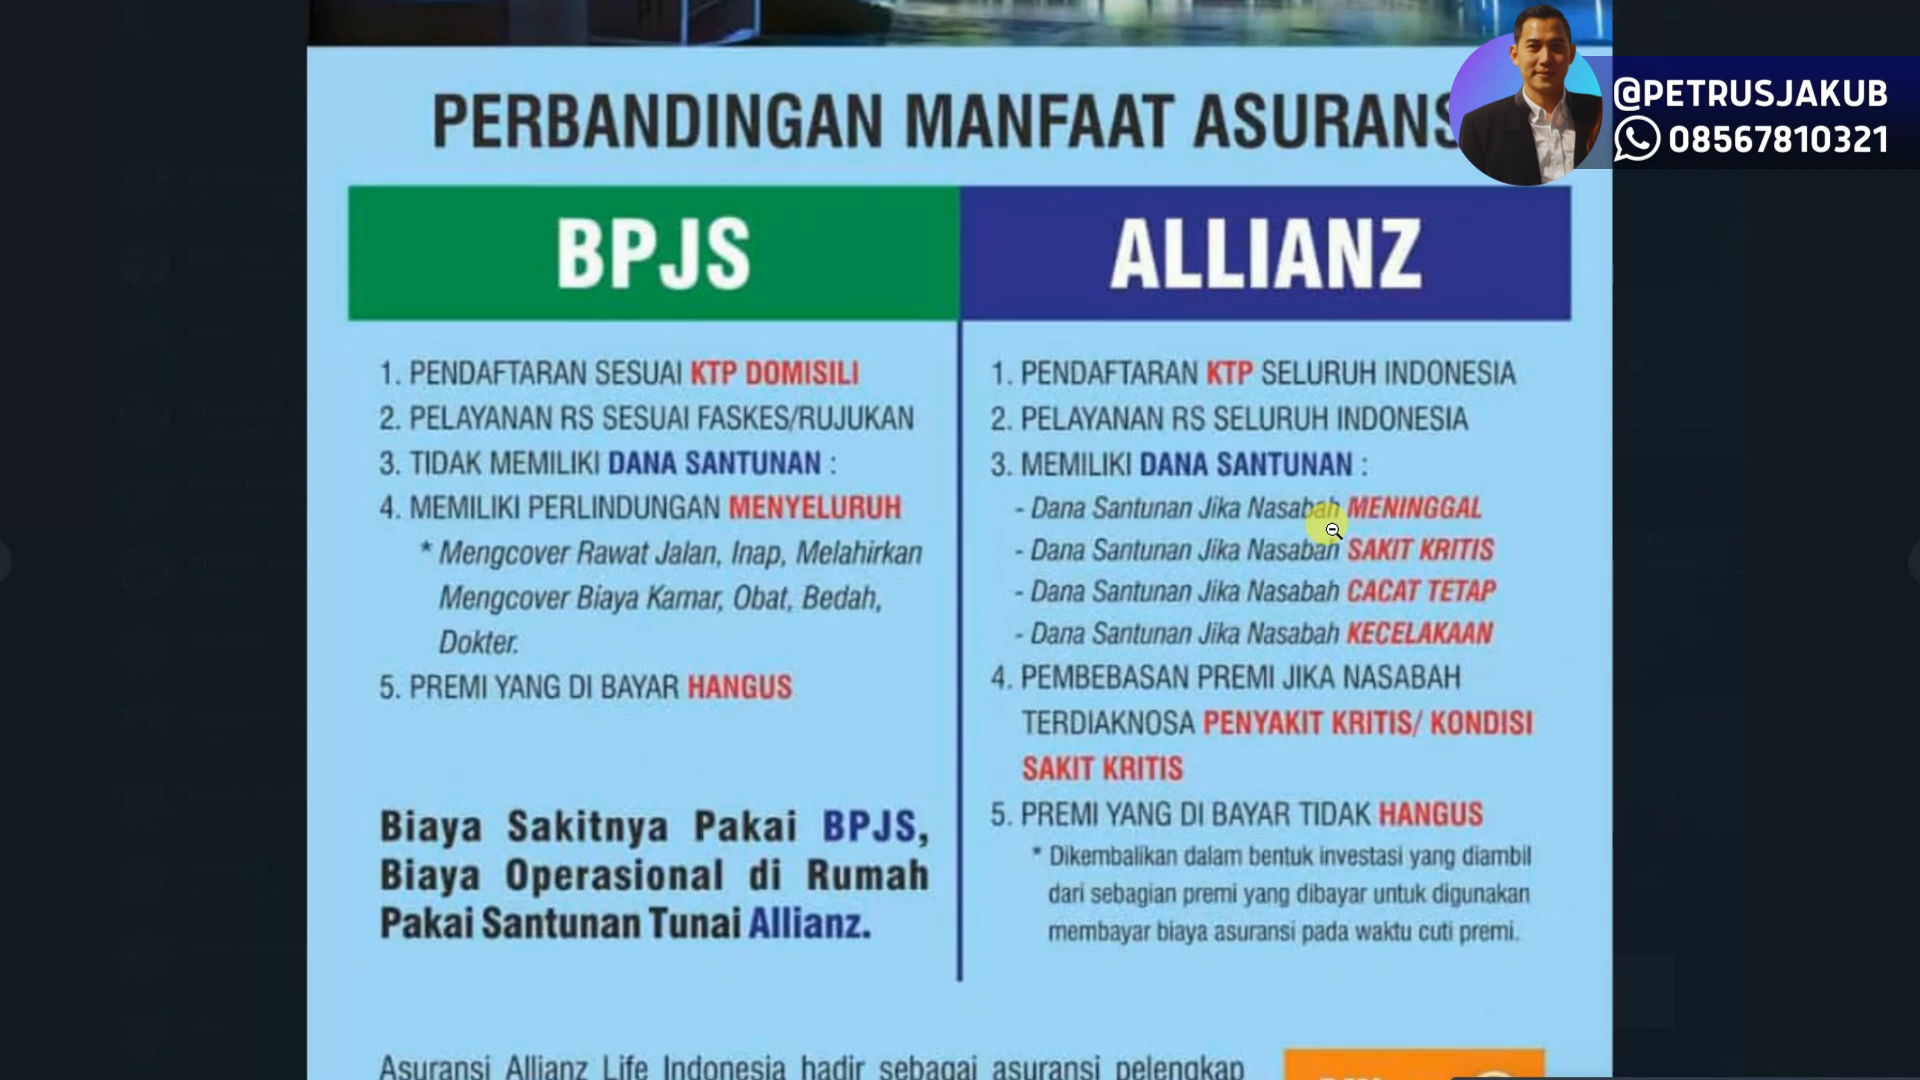 @PETRUSJAKUB
08567810321
PERBANDINGAN MANFAAT ASURANS
BPJS
1. PENDAFTARAN SESUAI KTP DOMISILI
2. PELAYANAN RS SESUAI FASKES/RUJUKAN
3. TIDAK MEMILIKI DANA SANTUNAN :
4. MEMILIKI PERLINDUNGAN MENYELURUH
* Mengcover Rawat Jalan, Inap, Melahirkan
Mengcover Biaya Kamar, Obat, Bedah,
Dokter.
5. PREMI YANG DI BAYAR HANGUS
Biaya Sakitnya Pakai BPJS,
Biaya Operasional di Rumah
Pakai Santunan Tunai Allianz.
ALLIANZ
1. PENDAFTARAN KTP SELURUH INDONESIA
2. PELAYANAN RS SELURUH INDONESIA
3. MEMILIKI DANA SANTUNAN :
- Dana Santunan Jika Nasabah MENINGGAL
- Dana Santunan Jika Nasabah SAKIT KRITIS
- Dana Santunan Jika Nasabah CACAT TETAP
- Dana Santunan Jika Nasabah KECELAKAAN
4. PEMBEBASAN PREMI JIKA NASABAH
TERDIAKNOSA PENYAKIT KRITIS/ KONDISI
SAKIT KRITIS
5. PREMI YANG DI BAYAR TIDAK HANGUS
* Dikembalikan dalam bentuk investasi yang diambil
dari sebagian premi yang dibayar untuk digunakan
membayar biaya asuransi pada waktu cuti premi.
Asuransi Allianz Life Indonesia hadir sebagai asuransi pelengkap